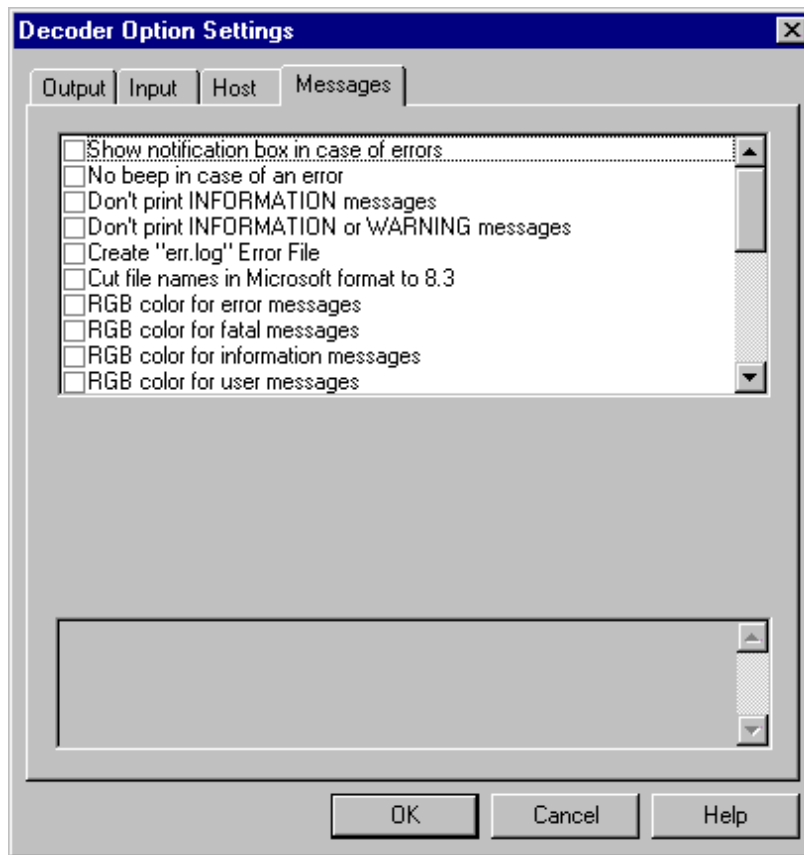 Decoder Option Settings
Output Input Host Messages
Show notification box in case of errors
No beep in case of an error
Don't print INFORMATION messages
Don't print INFORMATION or WARNING messages
Create "err.log" Error File
Cut file names in Microsoft format to 8.3
RGB color for error messages
RGB color for fatal messages
RGB color for information messages
RGB color for user messages
OK Cancel Help